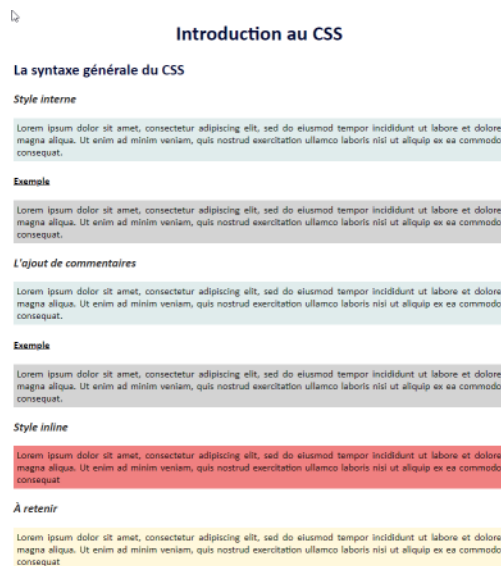 Introduction au CSS
La syntaxe générale du CSS
Style interne
Lorem ipsum dolor sit amet, consectetur adipiscing elit, sed do eiusmod tempor incididunt ut labore et dolore
magna aliqua. Ut enim ad minim veniam, quis nostrud exercitation ullamco laboris nisi ut aliquip ex ea commodo
consequat.
Exemple
Lorem ipsum dolor sit amet, consectetur adipiscing elit, sed do eiusmod tempor incididunt ut labore et dolore
magna aliqua. Ut enim ad minim veniam, quis nostrud exercitation ullamco laboris nisi ut aliquip ex ea commodo
consequat.
L'ajout de commentaires
Lorem ipsum dolor sit amet, consectetur adipiscing elit, sed do eiusmod tempor incididunt ut labore et dolore
magna aliqua. Ut enim ad minim veniam, quis nostrud exercitation ullamco laboris nisi ut aliquip ex ea commodo
consequat.
Exemple
Lorem ipsum dolor sit amet, consectetur adipiscing elit, sed do eiusmod tempor incididunt ut labore et dolore
magna aliqua. Ut enim ad minim veniam, quis nostrud exercitation ullamco laboris nisi ut aliquip ex ea commodo
consequat.
Style inline
Lorem ipsum dolor sit amet, consectetur adipiscing elit, sed do eiusmod tempor incididunt ut labore et dolore
magna aliqua. Ut enim ad minim veniam, quis nostrud exercitation ullamco laboris nisi ut aliquip ex ea commodo
consequat
À retenir
Lorem ipsum dolor sit amet, consectetur adipiscing elit, sed do eiusmod tempor incididunt ut labore et dolore
magna aliqua. Ut enim ad minim veniam, quis nostrud exercitation ullamco laboris nisi ut aliquip ex ea commodo
consequat